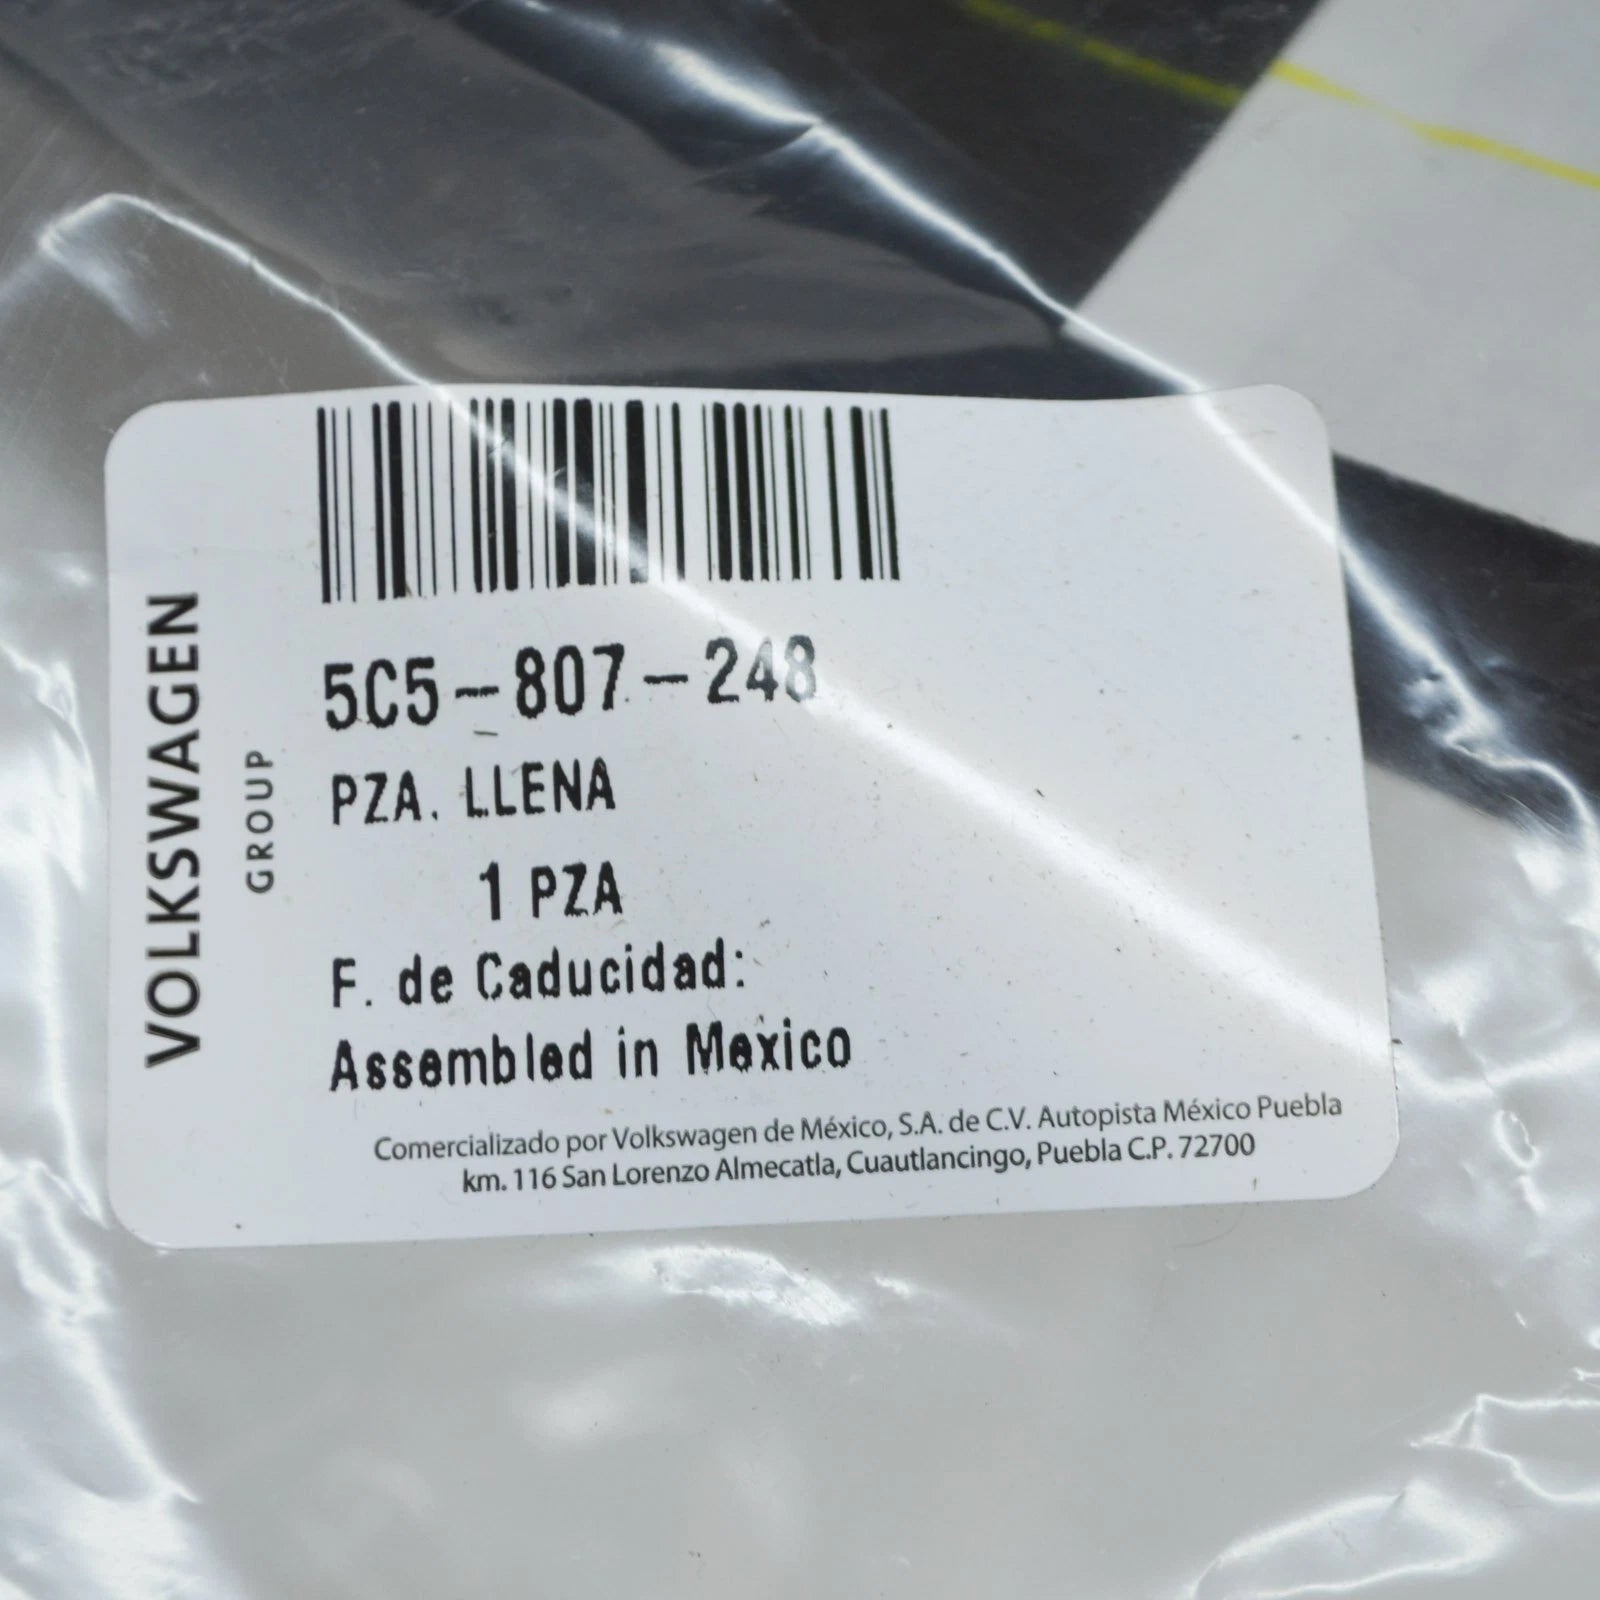 VOLKSWAGEN
GROUP
5C5-807-248
PZA. LLENA
1 PZA
F. de Caducidad:
Assembled in Mexico
Comercializado por Volkswagen de México, S.A. de C.V. Autopista México Puebla
km. 116 San Lorenzo Almecatla, Cuautlancingo, Puebla C.P. 72700